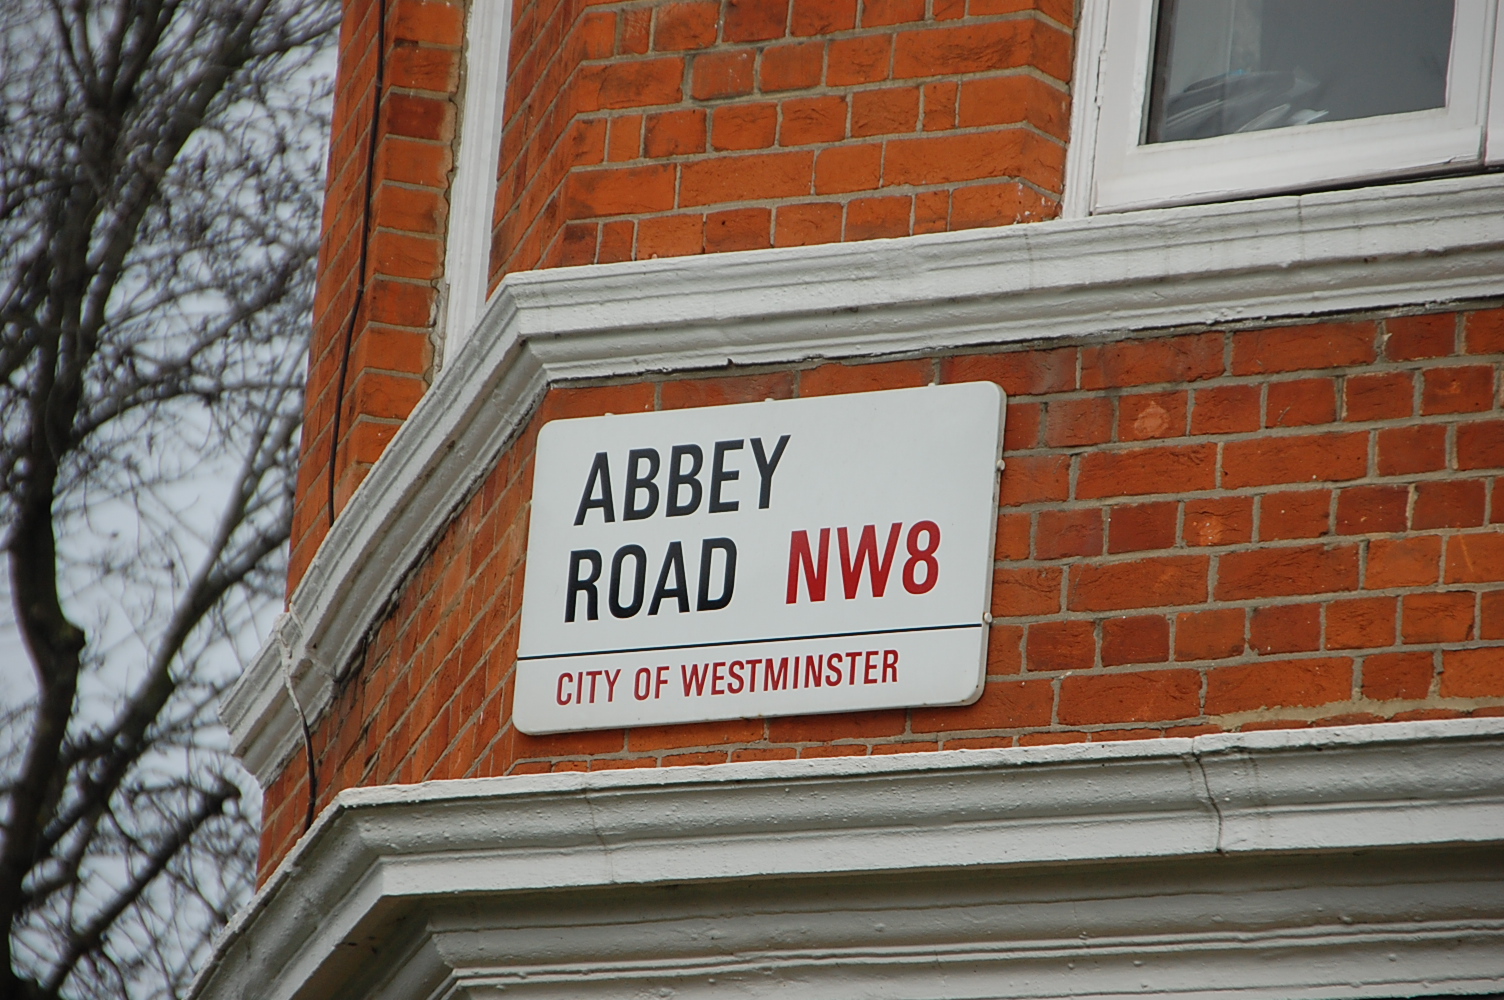 ABBEY
ROAD NW8
CITY OF WESTMINSTER